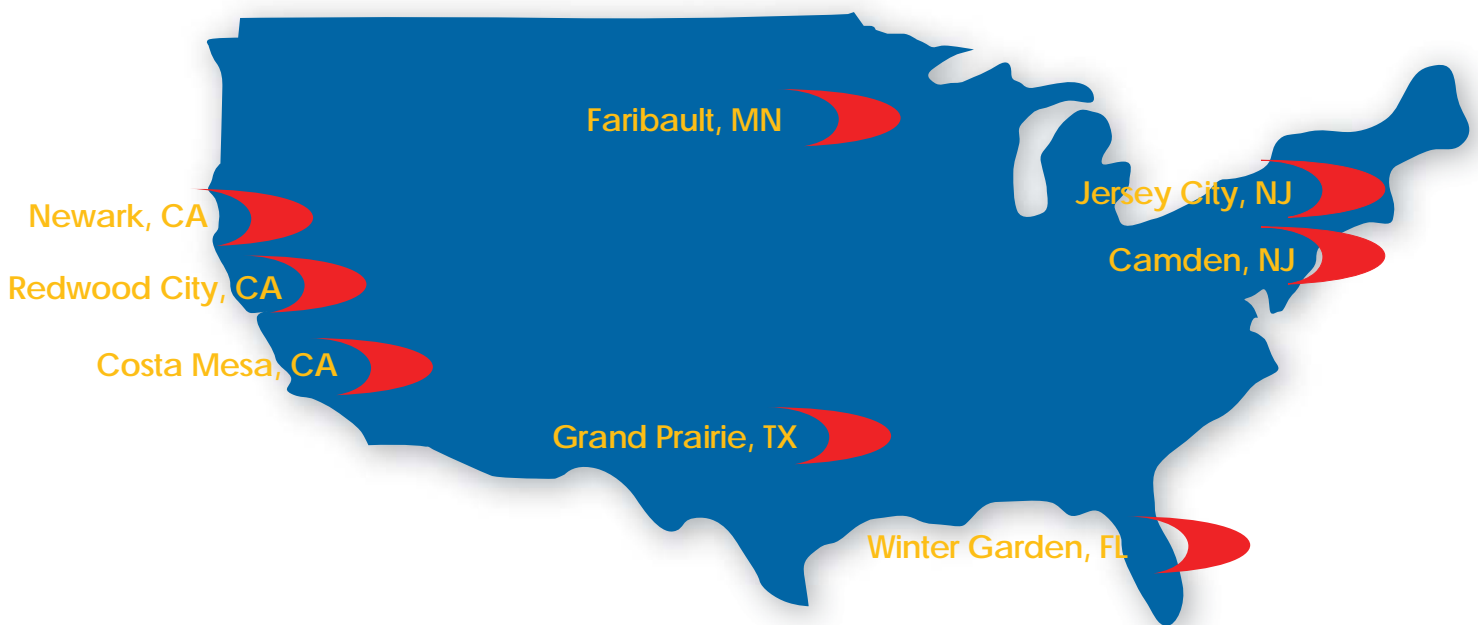 Faribault, MN
Jersey City, NJ
Newark, CA
Camden, NJ
Redwood City, CA
Costa Mesa, CA
Grand Prairie, TX
Winter Garden, FL